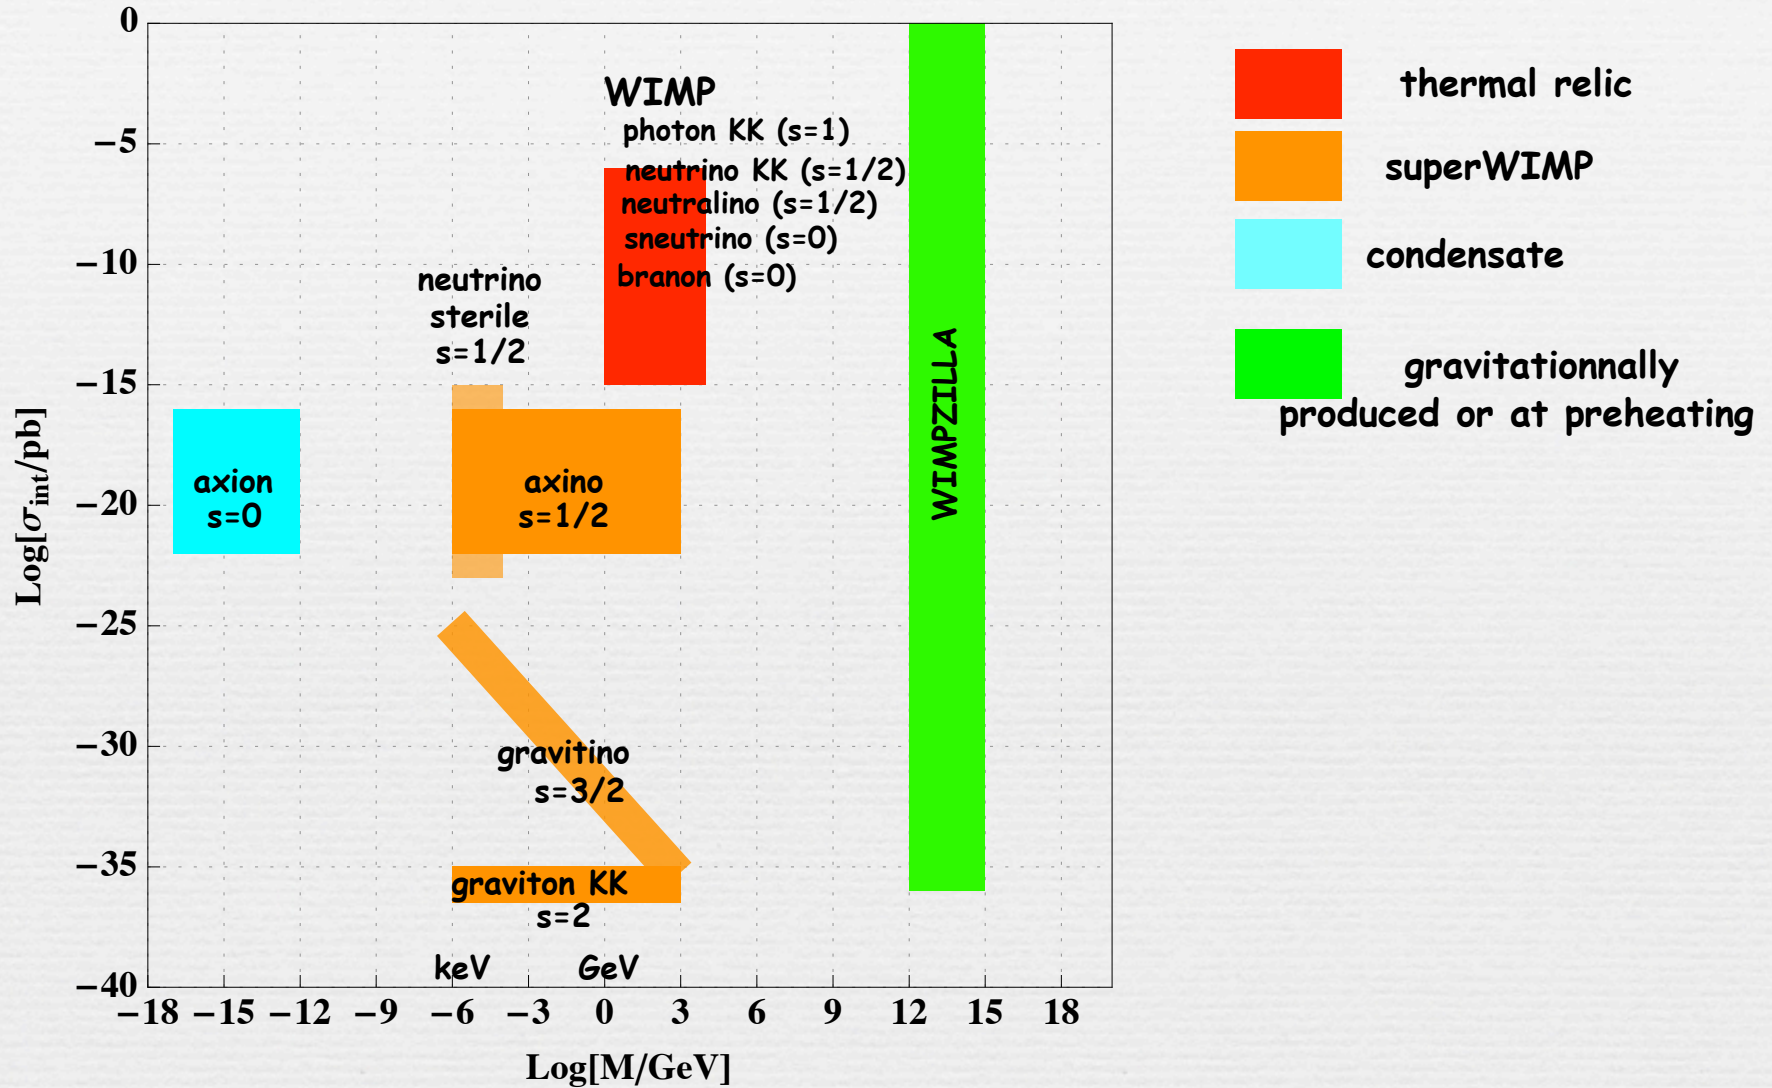 0
−5
−10
−15
−20
−25
−30
−35
−40
Log[σint/pb]
WIMP
photon KK (s=1)
neutrino KK (s=1/2)
neutralino (s=1/2)
sneutrino (s=0)
branon (s=0)
neutrino
sterile
s=1/2
axion
s=0
axino
s=1/2
WIMPZILLA
gravitino
s=3/2
graviton KK
s=2
keV
GeV
−18 −15 −12 −9 −6 −3 0 3 6 9 12 15 18
Log[M/GeV]
thermal relic
superWIMP
condensate
gravitationnally
produced or at preheating